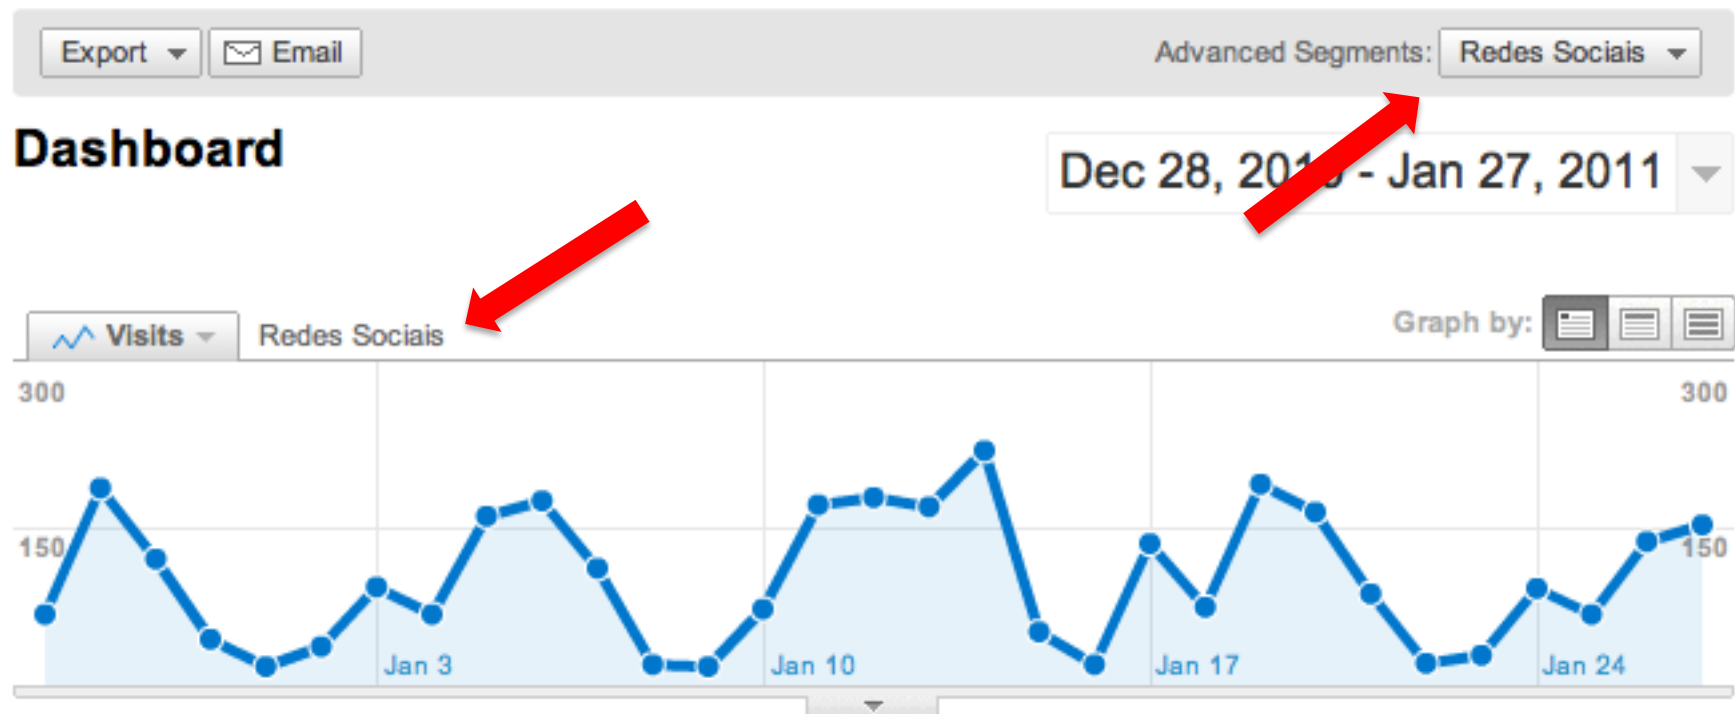 Export Email Advanced Segments: Redes Sociais
Dashboard
Dec 28, 2010 - Jan 27, 2011
Visits Redes Sociais Graph by:
300 300
150 150
Jan 3 Jan 10 Jan 17 Jan 24